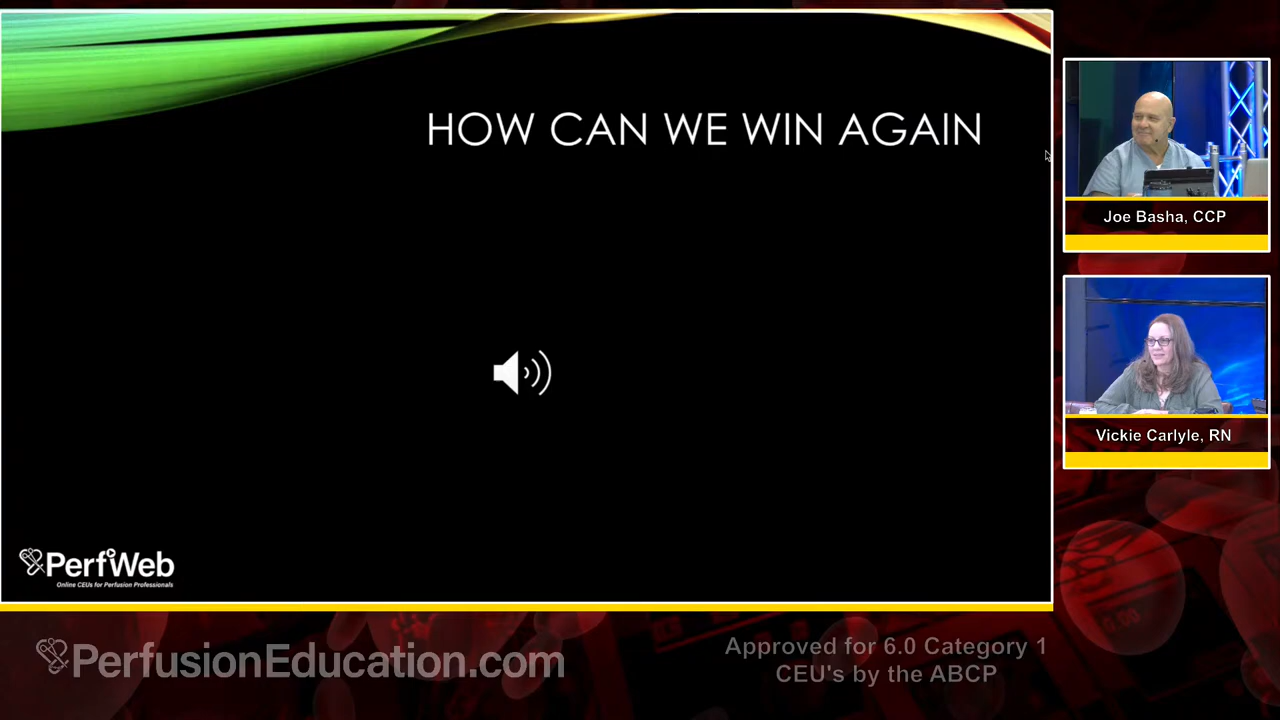 HOW CAN WE WIN AGAIN
Joe Basha, CCP
Vickie Carlyle, RN
PerfWeb
Online CEUs for Perfusion Professionals
PerfusionEducation.com
Approved for 6.0 Category 1
CEU's by the ABCP